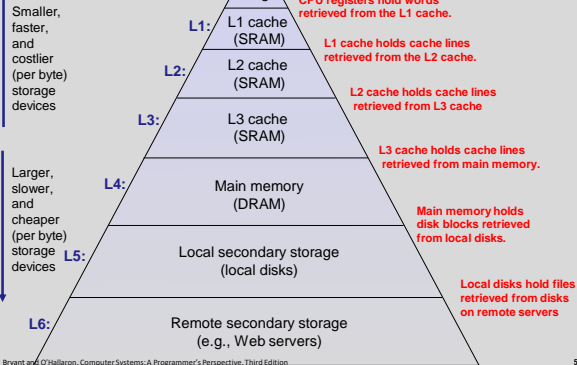 CPU registers hold words
retrieved from the L1 cache.
Smaller,
faster,
and
costlier
(per byte)
storage
devices
L1:
L1 cache
(SRAM)
L1 cache holds cache lines
retrieved from the L2 cache.
L2:
L2 cache
(SRAM)
L2 cache holds cache lines
retrieved from L3 cache
L3:
L3 cache
(SRAM)
L3 cache holds cache lines
retrieved from main memory.
Larger,
slower,
and
cheaper
(per byte)
storage
devices
L4:
Main memory
(DRAM)
Main memory holds
disk blocks retrieved
from local disks.
L5:
Local secondary storage
(local disks)
Local disks hold files
retrieved from disks
on remote servers
L6:
Remote secondary storage
(e.g., Web servers)
Bryant and O'Hallaron, Computer Systems: A Programmer's Perspective, Third Edition
5